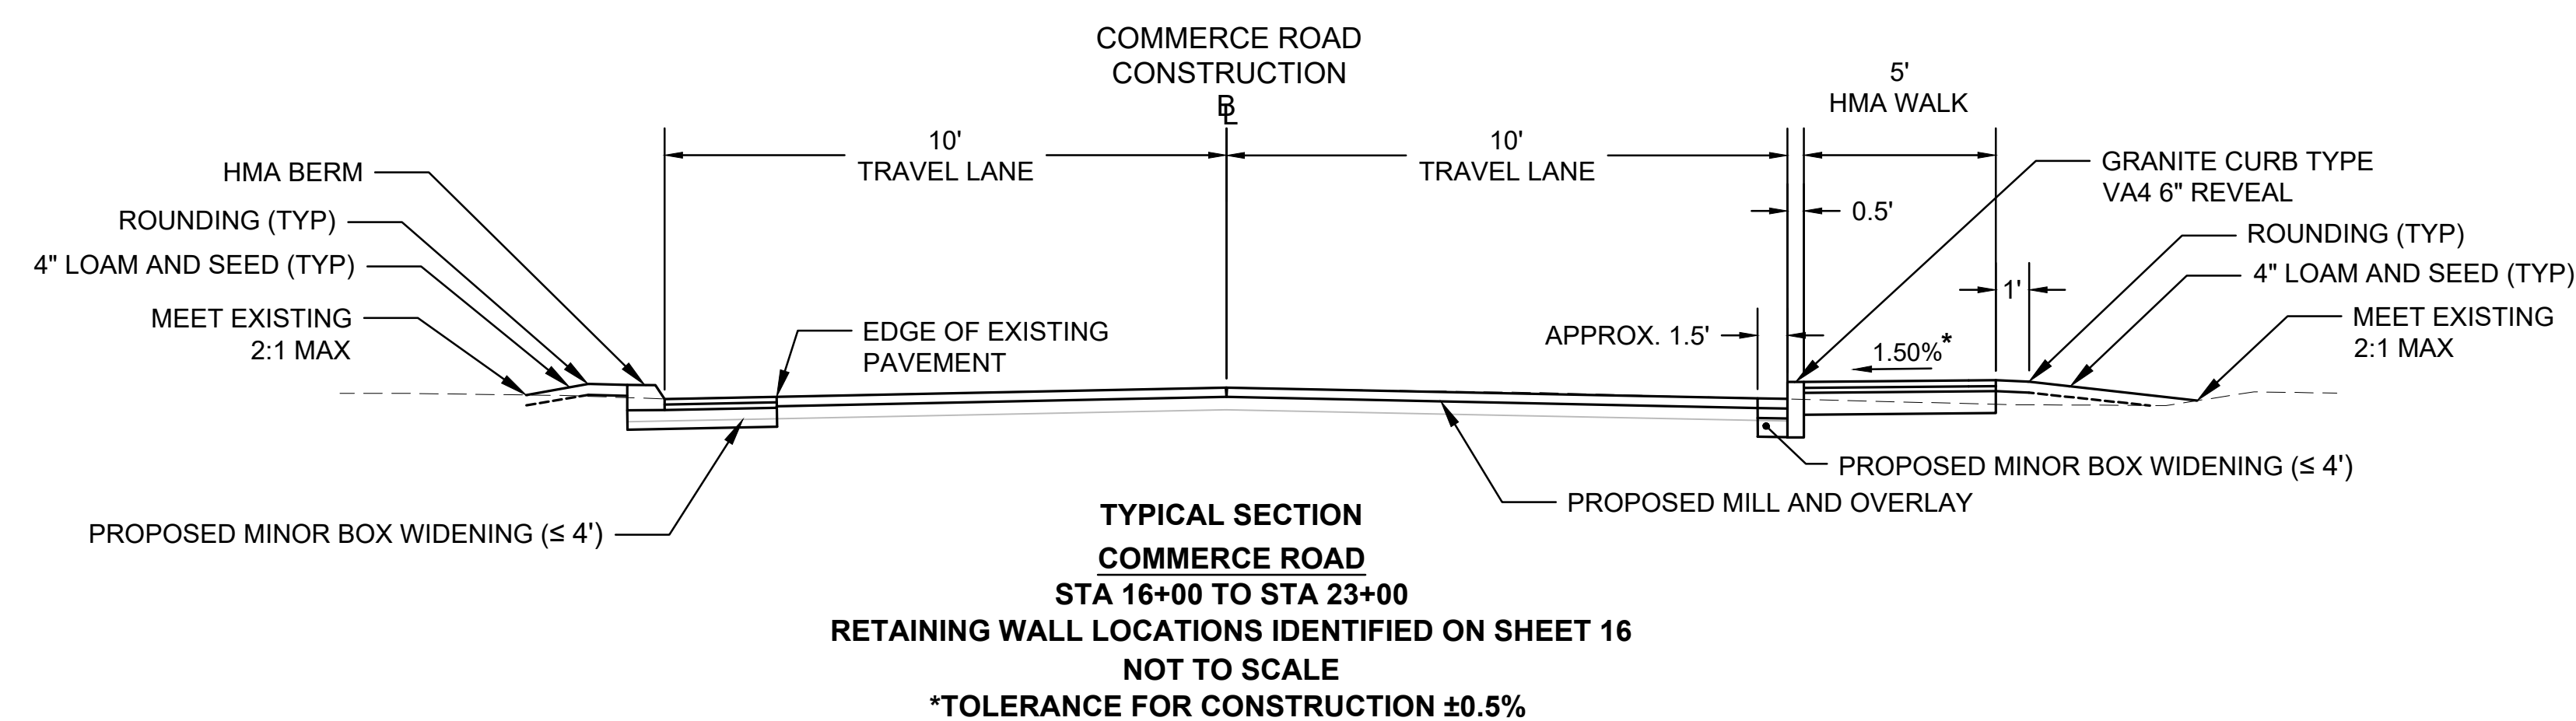 COMMERCE ROAD
CONSTRUCTION
BL
5'
HMA WALK
10'
TRAVEL LANE
10'
TRAVEL LANE
HMA BERM
ROUNDING (TYP)
4" LOAM AND SEED (TYP)
MEET EXISTING
2:1 MAX
EDGE OF EXISTING
PAVEMENT
GRANITE CURB TYPE
VA4 6" REVEAL
0.5'
ROUNDING (TYP)
4" LOAM AND SEED (TYP)
1'
MEET EXISTING
2:1 MAX
APPROX. 1.5'
1.50%*
PROPOSED MINOR BOX WIDENING (≤ 4')
PROPOSED MILL AND OVERLAY
PROPOSED MINOR BOX WIDENING (≤ 4')
TYPICAL SECTION
COMMERCE ROAD
STA 16+00 TO STA 23+00
RETAINING WALL LOCATIONS IDENTIFIED ON SHEET 16
NOT TO SCALE
*TOLERANCE FOR CONSTRUCTION ±0.5%